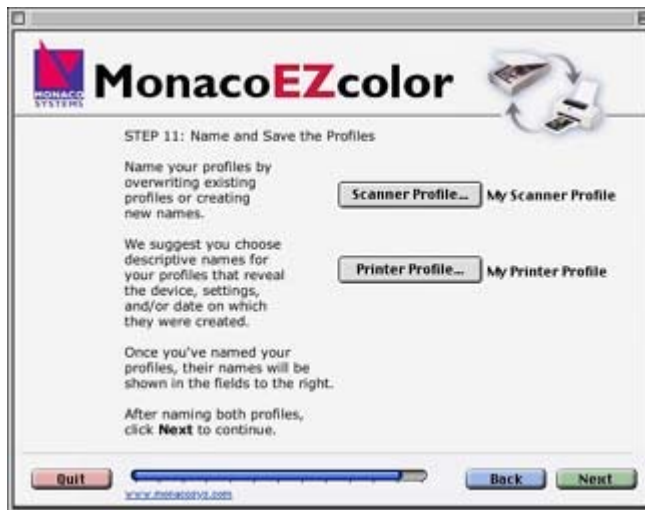 MONACO
SYSTEMS
MonacoEZcolor
STEP 11: Name and Save the Profiles
Name your profiles by
overwriting existing
profiles or creating
new names.
Scanner Profile...
My Scanner Profile
We suggest you choose
descriptive names for
your profiles that reveal
the device, settings,
and/or date on which
they were created.
Printer Profile...
My Printer Profile
Once you've named your
profiles, their names will be
shown in the fields to the right.
After naming both profiles,
click Next to continue.
Quit
www.monacosys.com
Back
Next